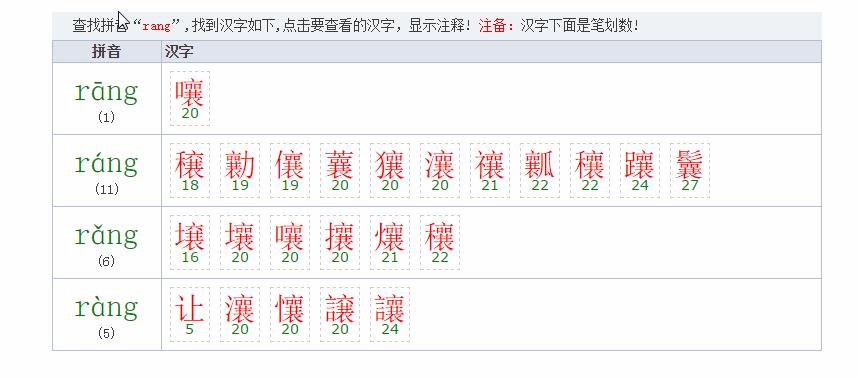 查找拼音“rang”,找到汉字如下,点击要查看的汉字，显示注释！注备：汉字下面是笔划数！
拼音 汉字
rāng 嚷
(1) 20
ráng 穣 勷 儴 蘘 獽 瀼 禳 瓤 穰 躟 鬤
(11) 18 19 19 20 20 20 21 22 22 24 27
rǎng 壌 壤 嚷 攘 爙 穰
(6) 16 20 20 20 21 22
ràng 让 瀼 懹 譲 讓
(5) 5 20 20 20 24